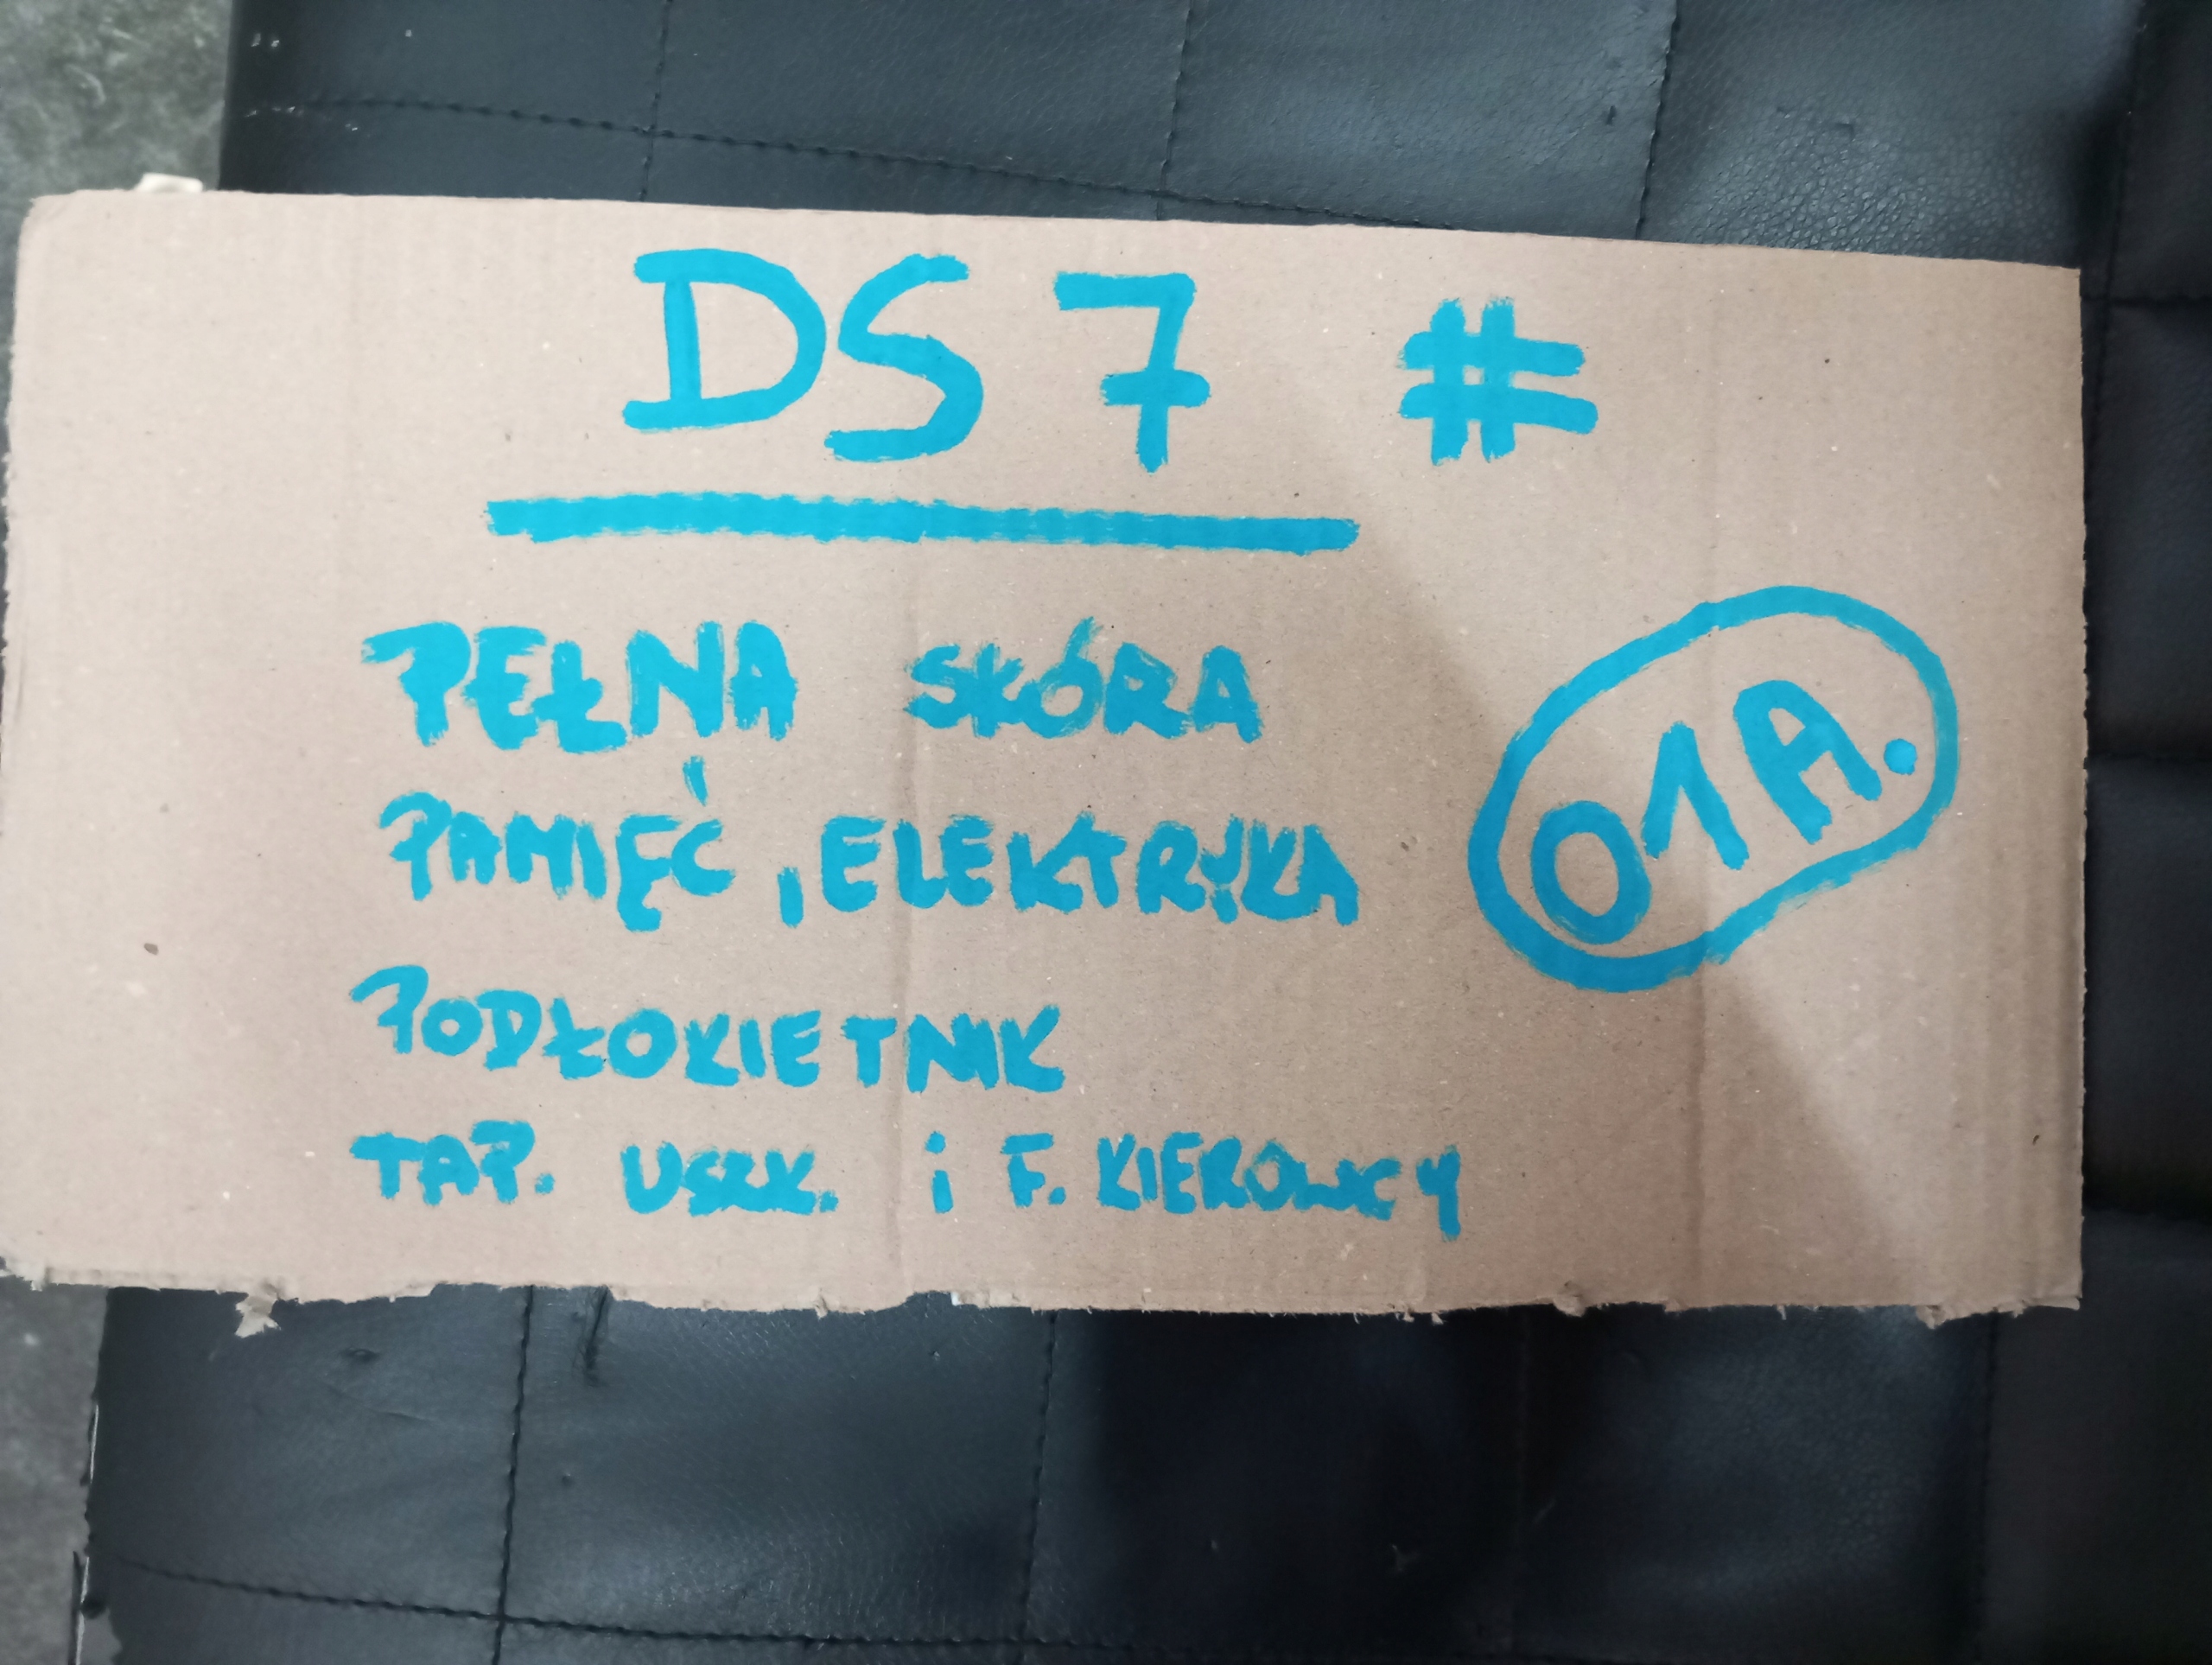 DS 7 #
PEŁNA SKÓRA
01A.
PAMIĘĆ, ELEKTRYKA
PODŁOKIETNIK
TAP. USZK. i F. KIEROWCY